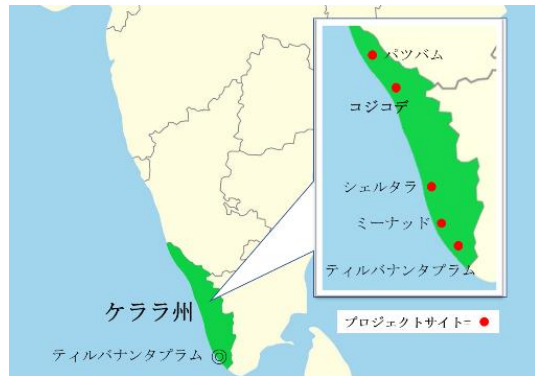 パツバム
コジコデ
シェルタラ
ミーナッド
ティルバナンタプラム
ケララ州
プロジェクトサイト=
ティルバナンタプラム